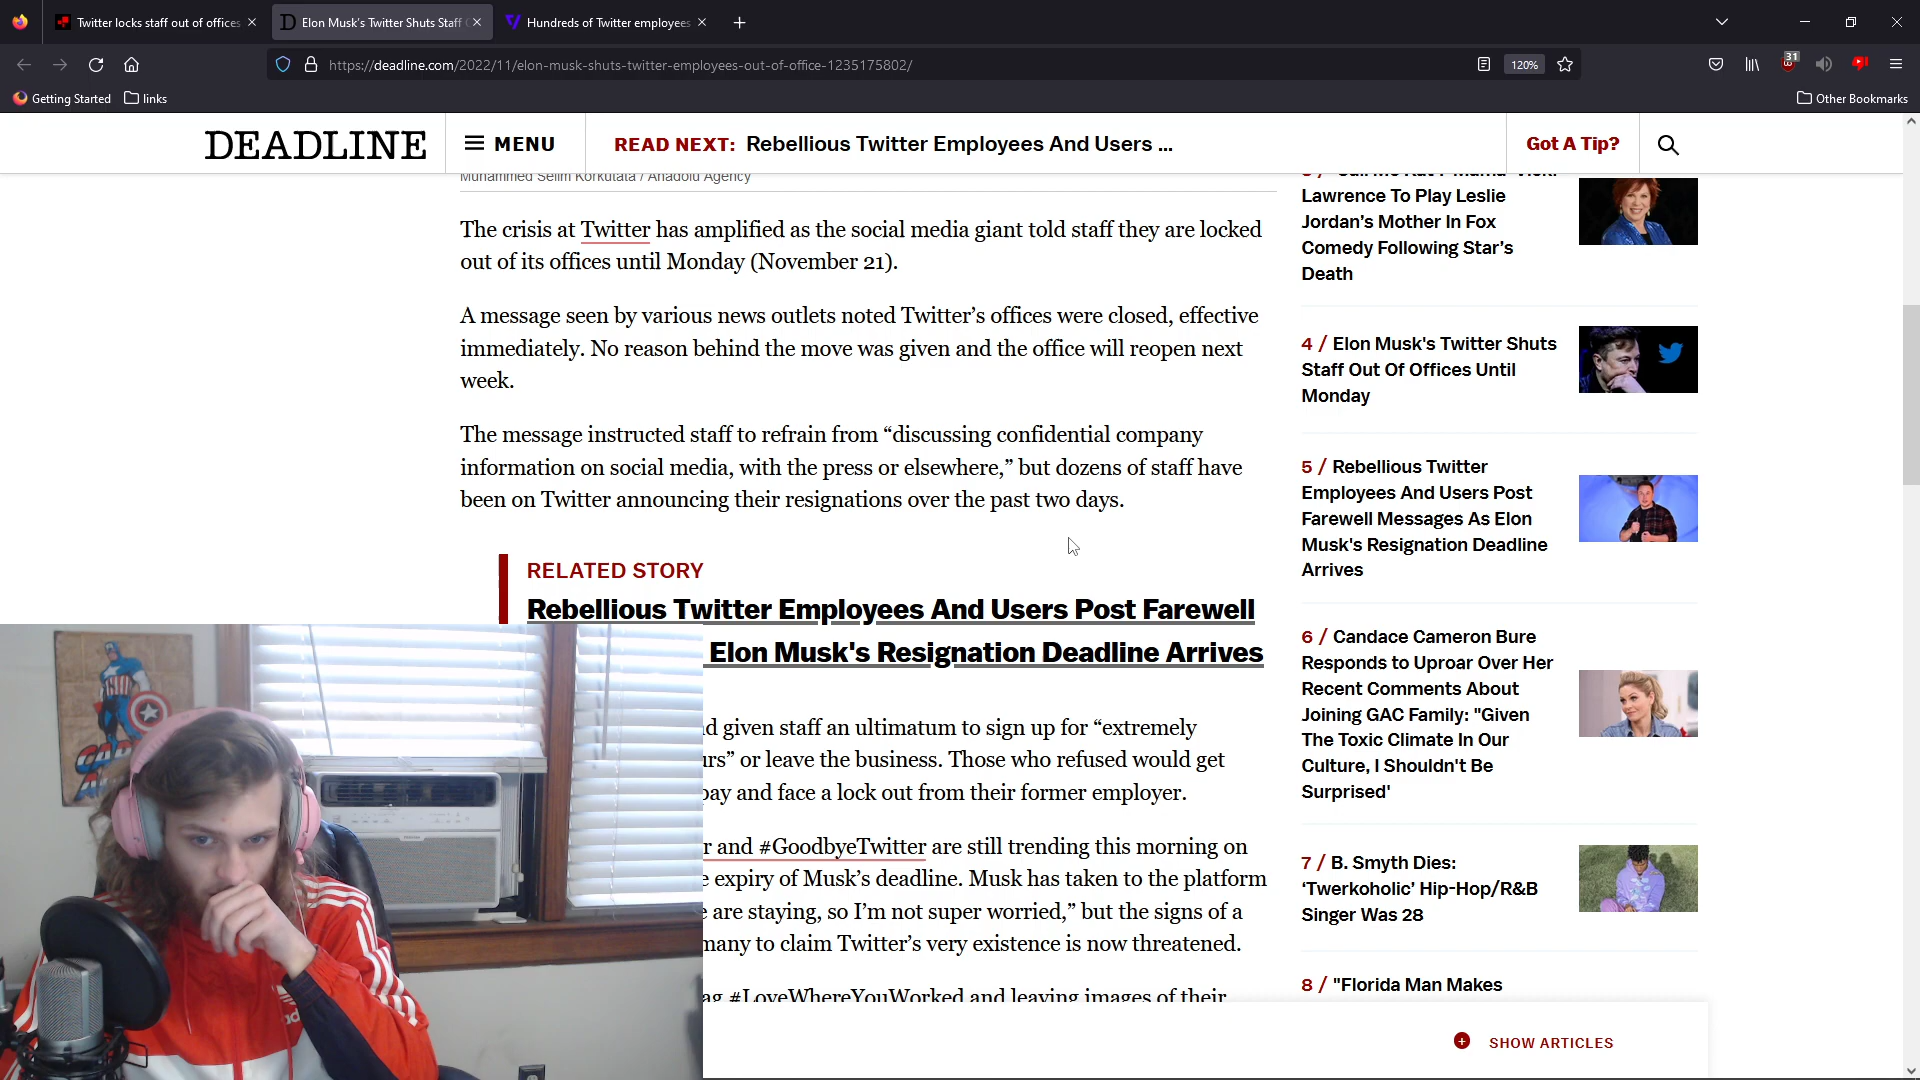 Twitter locks staff out of offices
Elon Musk's Twitter Shuts Staff
Hundreds of Twitter employees
https://deadline.com/2022/11/elon-musk-shuts-twitter-employees-out-of-office-1235175802/
120%
31
Getting Started
links
Other Bookmarks
DEADLINE
MENU
READ NEXT: Rebellious Twitter Employees And Users ...
Got A Tip?
Muhammed Selim Korkutata / Anadolu Agency
The crisis at Twitter has amplified as the social media giant told staff they are locked
out of its offices until Monday (November 21).
A message seen by various news outlets noted Twitter’s offices were closed, effective
immediately. No reason behind the move was given and the office will reopen next
week.
The message instructed staff to refrain from “discussing confidential company
information on social media, with the press or elsewhere,” but dozens of staff have
been on Twitter announcing their resignations over the past two days.
RELATED STORY
Rebellious Twitter Employees And Users Post Farewell
Elon Musk's Resignation Deadline Arrives
given staff an ultimatum to sign up for “extremely
or leave the business. Those who refused would get
pay and face a lock out from their former employer.
and #GoodbyeTwitter are still trending this morning on
expiry of Musk’s deadline. Musk has taken to the platform
are staying, so I’m not super worried,” but the signs of a
many to claim Twitter’s very existence is now threatened.
#LoveWhereYouWorked and leaving images of their
Lawrence To Play Leslie
Jordan’s Mother In Fox
Comedy Following Star’s
Death
4 / Elon Musk's Twitter Shuts
Staff Out Of Offices Until
Monday
5 / Rebellious Twitter
Employees And Users Post
Farewell Messages As Elon
Musk's Resignation Deadline
Arrives
6 / Candace Cameron Bure
Responds to Uproar Over Her
Recent Comments About
Joining GAC Family: "Given
The Toxic Climate In Our
Culture, I Shouldn't Be
Surprised'
7 / B. Smyth Dies:
‘Twerkoholic’ Hip-Hop/R&B
Singer Was 28
8 / "Florida Man Makes
SHOW ARTICLES